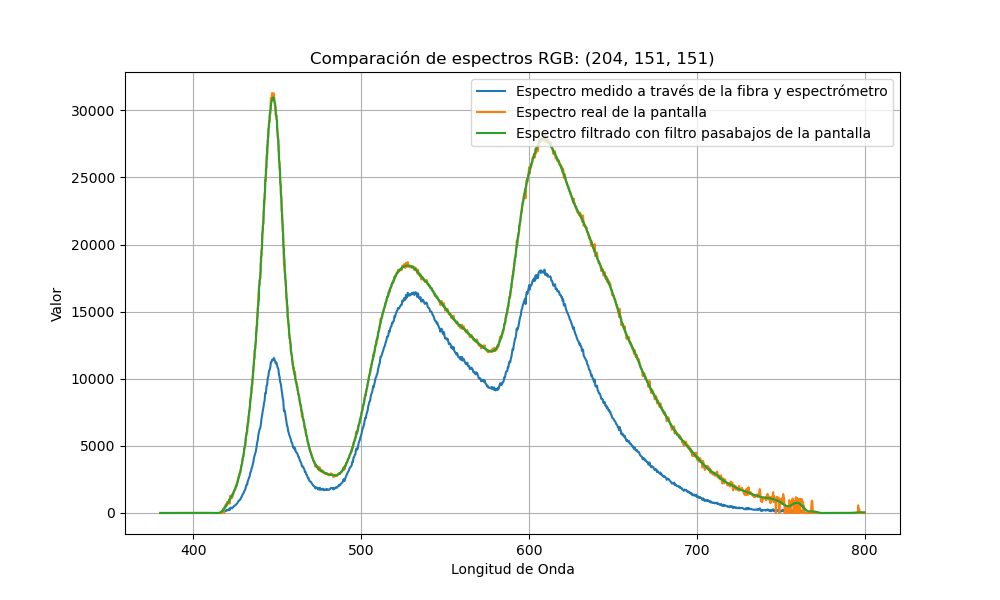 Comparación de espectros RGB: (204, 151, 151)
Espectro medido a través de la fibra y espectrómetro
Espectro real de la pantalla
Espectro filtrado con filtro pasabajos de la pantalla
Valor
30000
25000
20000
15000
10000
5000
0
400
500
600
700
800
Longitud de Onda